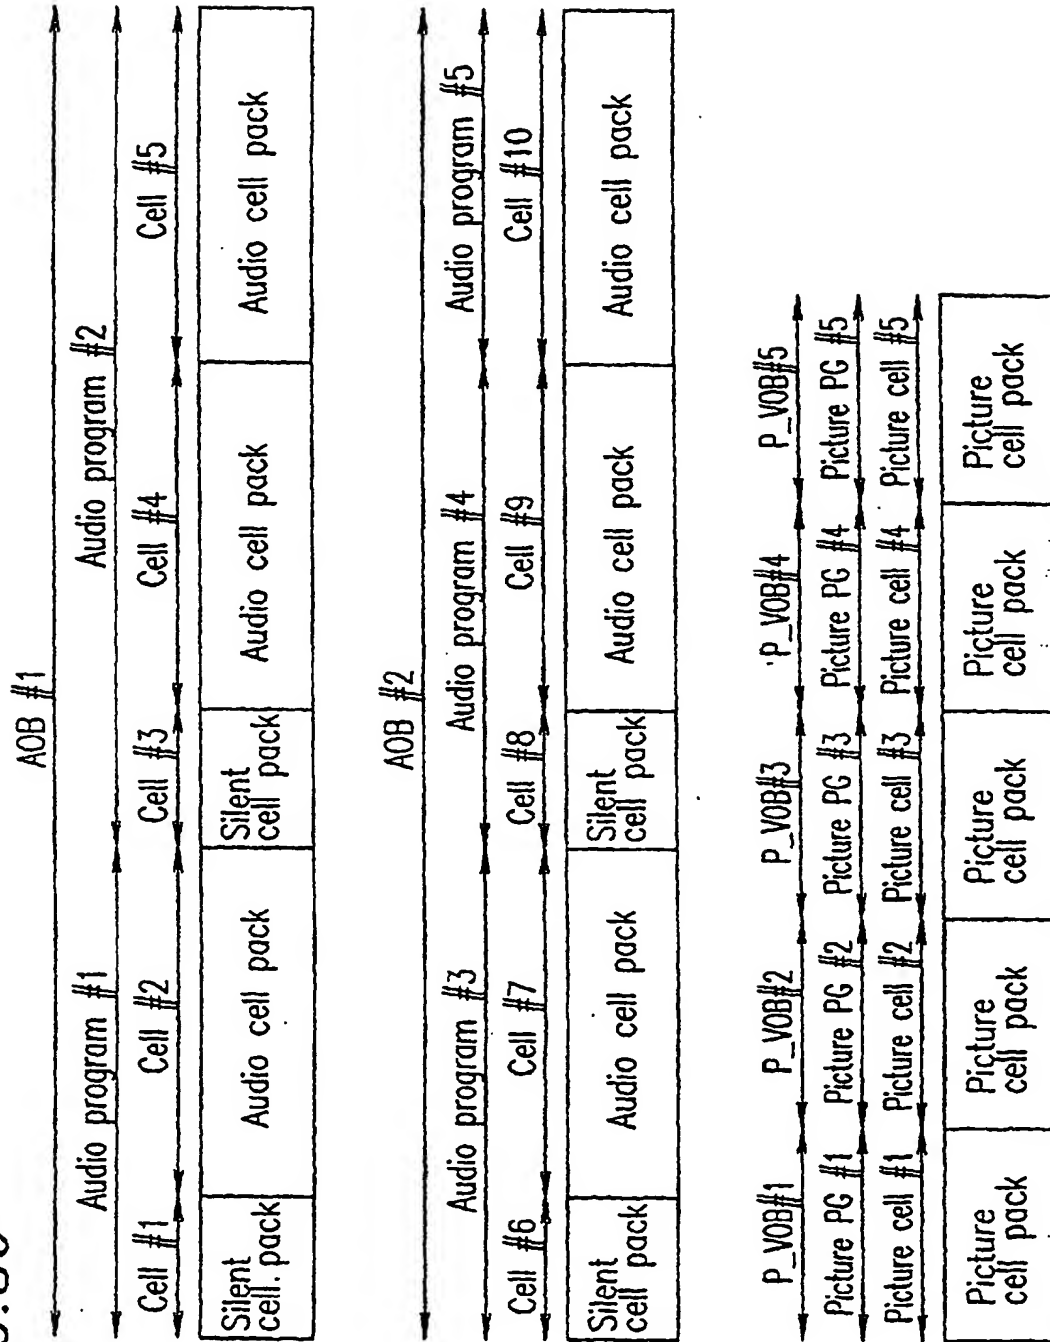 AOB #1
Audio program #1
Audio program #2
Cell #1
Cell #2
Cell #3
Cell #4
Cell #5
Silent
cell. pack
Audio cell pack
Silent
cell pack
Audio cell pack
Audio cell pack
AOB #2
Audio program #3
Audio program #4
Audio program #5
Cell #6
Cell #7
Cell #8
Cell #9
Cell #10
Silent
cell pack
Audio cell pack
Silent
cell pack
Audio cell pack
Audio cell pack
P_VOB#1
P_VOB#2
P_VOB#3
P_VOB#4
P_VOB#5
Picture PG #1
Picture PG #2
Picture PG #3
Picture PG #4
Picture PG #5
Picture cell #1
Picture cell #2
Picture cell #3
Picture cell #4
Picture cell #5
Picture
cell pack
Picture
cell pack
Picture
cell pack
Picture
cell pack
Picture
cell pack